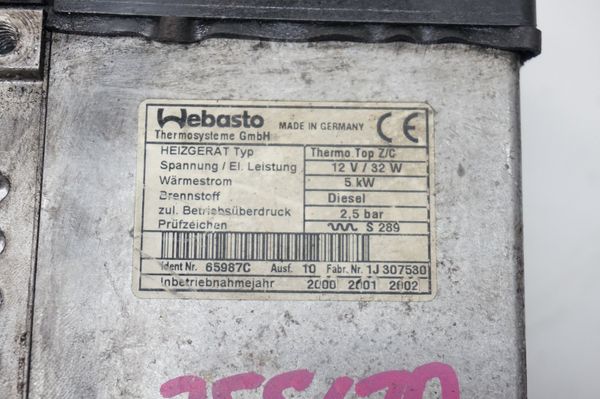 Webasto
Thermosysteme GmbH MADE IN GERMANY CE
HEIZGERÄT Typ Thermo Top Z/C
Spannung / El. Leistung 12 V / 32 W
Wärmestrom 5 kW
Brennstoff Diesel
zul. Betriebsüberdruck 2,5 bar
Prüfzeichen S 289
Ident Nr. 65987C Ausf. 10 Fabr. Nr. 1J 307530
Inbetriebnahmejahr 2000 2001 2002